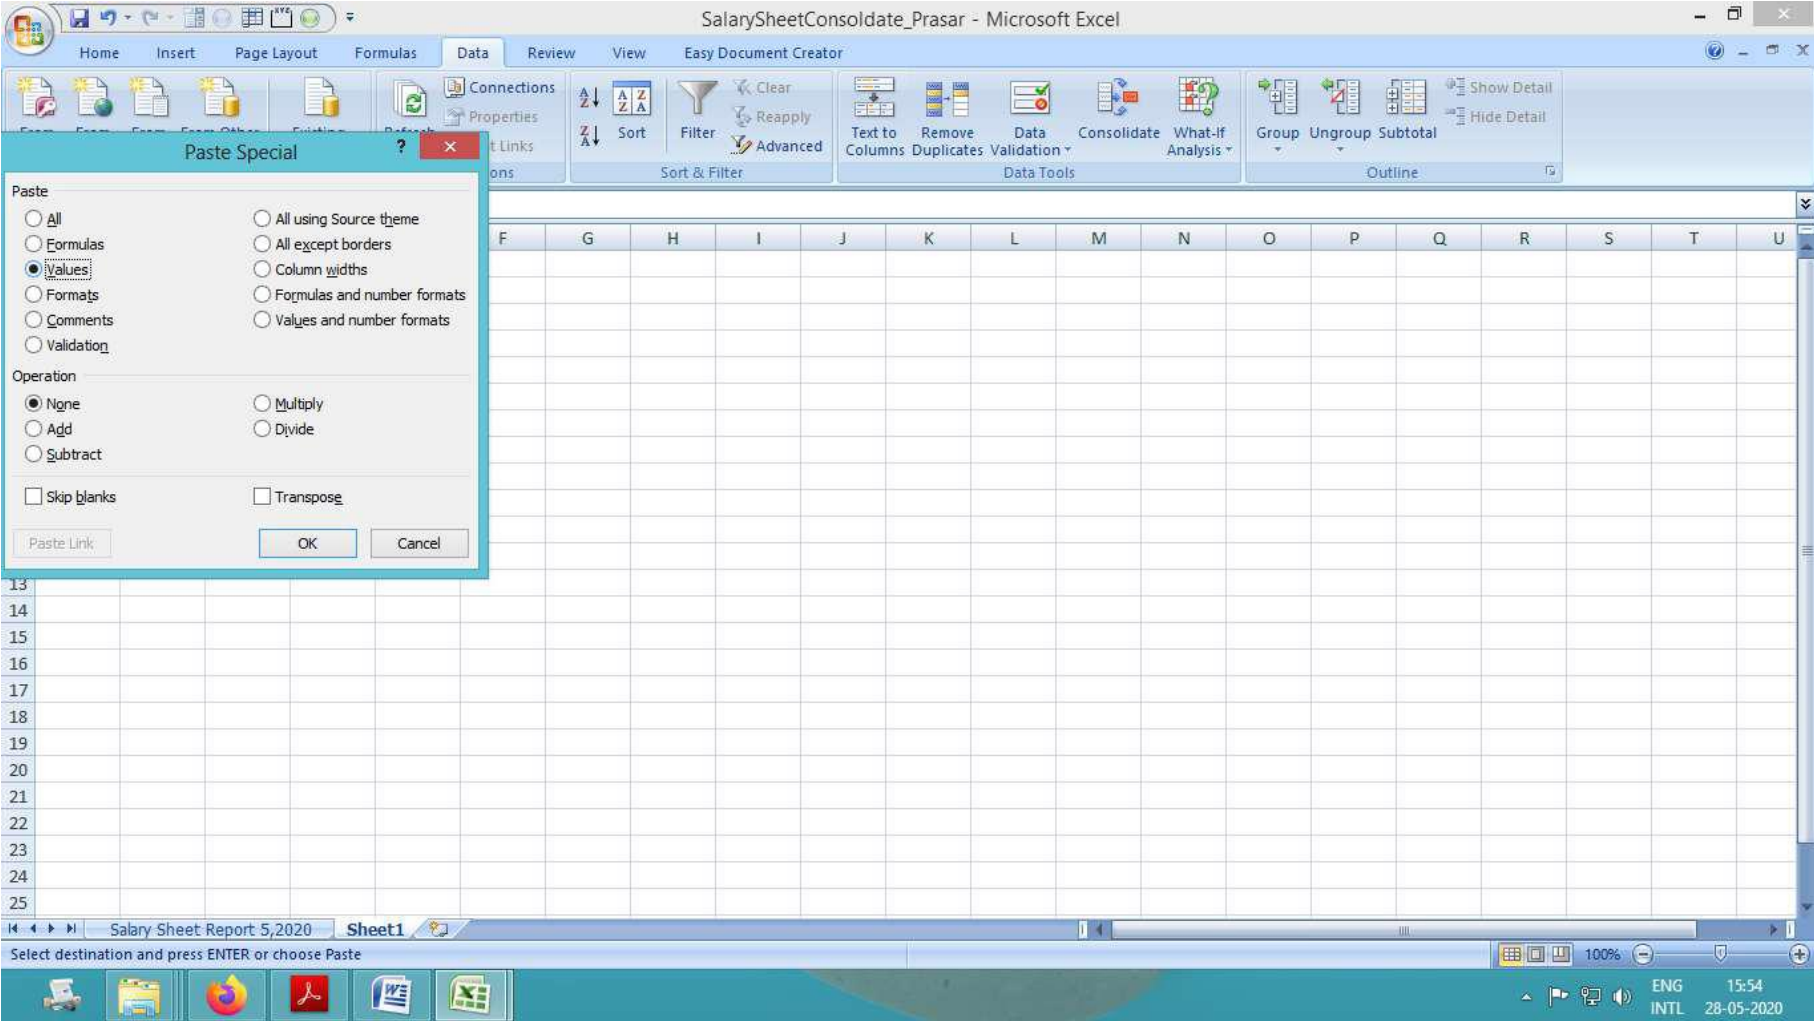 SalarySheetConsoldate_Prasar - Microsoft Excel
Home Insert Page Layout Formulas Data Review View Easy Document Creator
Connections
Properties
Links
Sort
Filter
Clear
Reapply
Advanced
Sort & Filter
Text to Columns
Remove Duplicates
Data Validation
Consolidate
What-If Analysis
Data Tools
Group
Ungroup
Subtotal
Show Detail
Hide Detail
Outline
Paste Special
?
Paste
All
All using Source theme
Formulas
All except borders
Values
Column widths
Formats
Formulas and number formats
Comments
Values and number formats
Validation
Operation
None
Multiply
Add
Divide
Subtract
Skip blanks
Transpose
Paste Link
OK
Cancel
F G H I J K L M N O P Q R S T U
13
14
15
16
17
18
19
20
21
22
23
24
25
Salary Sheet Report 5,2020 Sheet1
Select destination and press ENTER or choose Paste
100%
ENG 15:54
INTL 28-05-2020